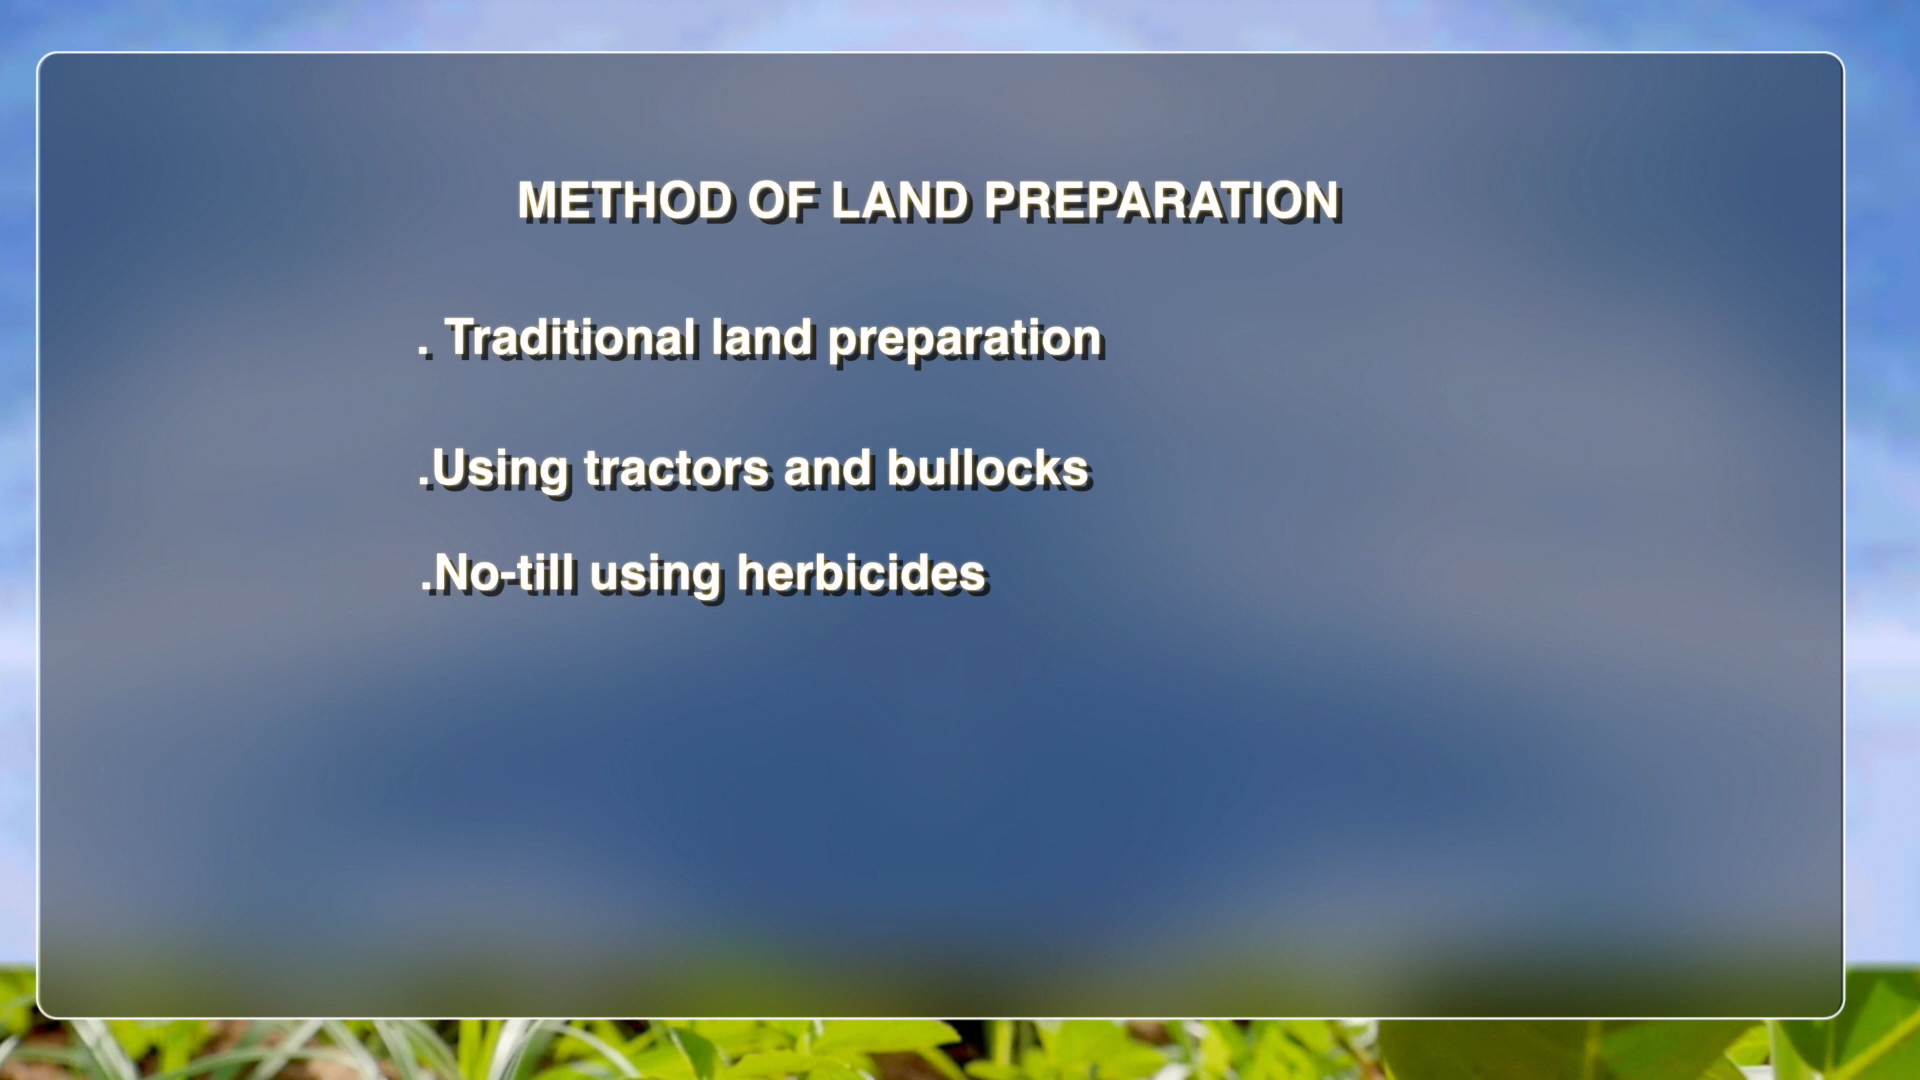 METHOD OF LAND PREPARATION
. Traditional land preparation
.Using tractors and bullocks
.No-till using herbicides